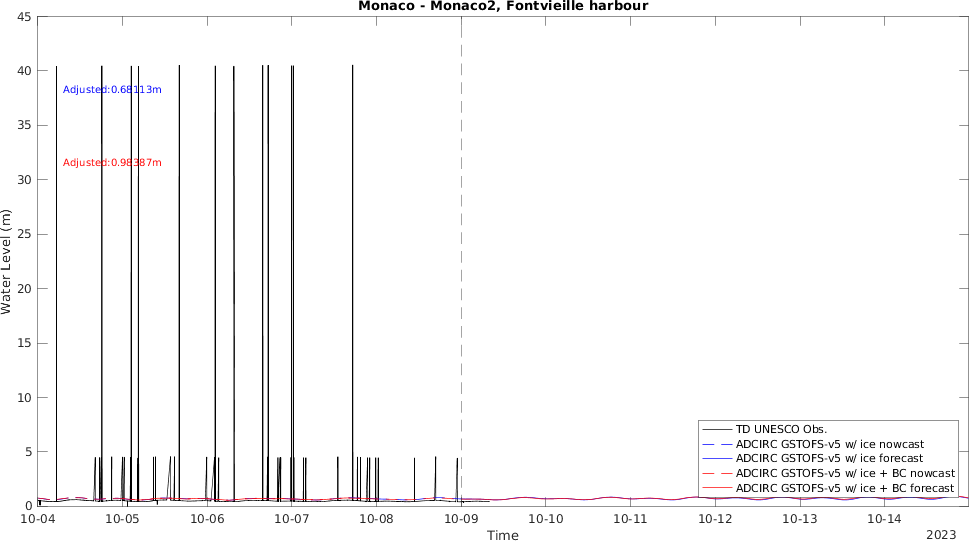 Monaco - Monaco2, Fontvieille harbour
45
40
35
30
25
20
15
10
5
0
Water Level (m)
Adjusted:0.68113m
Adjusted:0.98387m
TD UNESCO Obs.
ADCIRC GSTOFS-v5 w/ ice nowcast
ADCIRC GSTOFS-v5 w/ ice forecast
ADCIRC GSTOFS-v5 w/ ice + BC nowcast
ADCIRC GSTOFS-v5 w/ ice + BC forecast
10-04 10-05 10-06 10-07 10-08 10-09 10-10 10-11 10-12 10-13 10-14
Time
2023